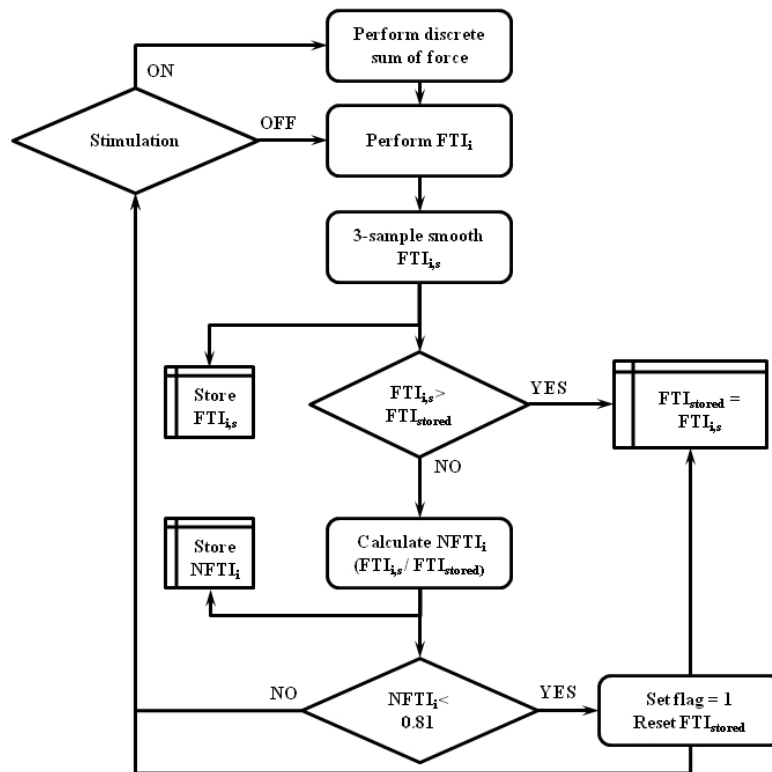 Perform discrete
sum of force
ON
Stimulation
OFF
Perform FTIi
3-sample smooth
FTIi,s
Store
FTIi,s
FTIi,s>
FTIstored
YES
FTIstored =
FTIi,s
NO
Store
NFTIi
Calculate NFTIi
(FTIi,s/ FTIstored)
NO
NFTIi<
0.81
YES
Set flag = 1
Reset FTIstored